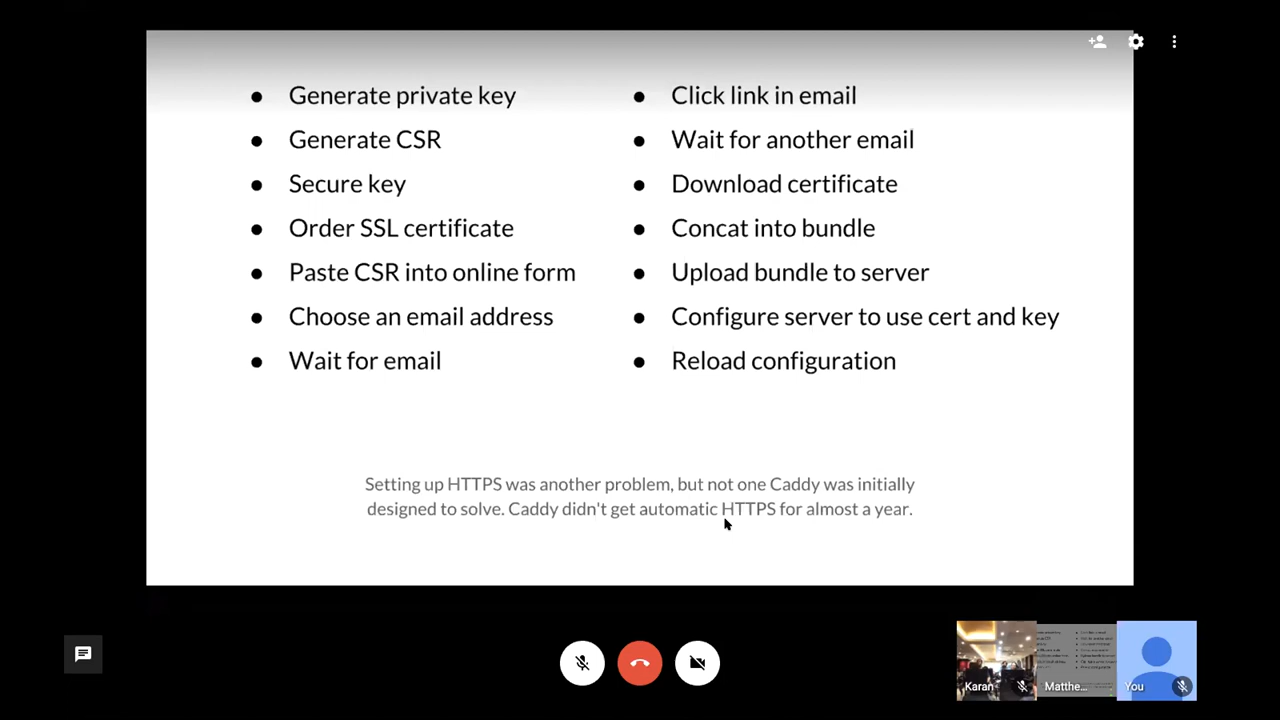 Generate private key
Generate CSR
Secure key
Order SSL certificate
Paste CSR into online form
Choose an email address
Wait for email
Click link in email
Wait for another email
Download certificate
Concat into bundle
Upload bundle to server
Configure server to use cert and key
Reload configuration
Setting up HTTPS was another problem, but not one Caddy was initially
designed to solve. Caddy didn't get automatic HTTPS for almost a year.
Karan
Matthe...
You